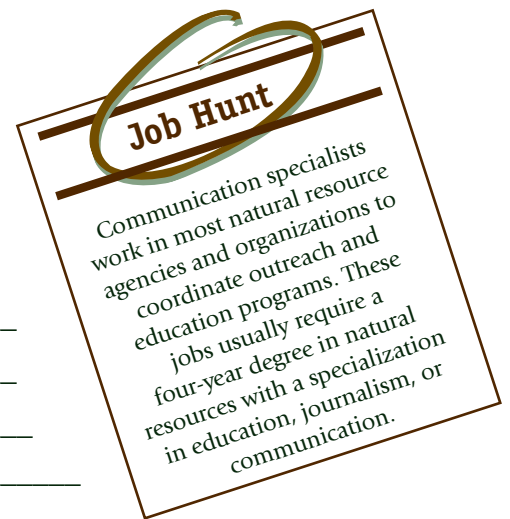 Job Hunt
Communication specialists
work in most natural resource
agencies and organizations to
coordinate outreach and
education programs. These
jobs usually require a
four-year degree in natural
resources with a specialization
in education, journalism, or
communication.